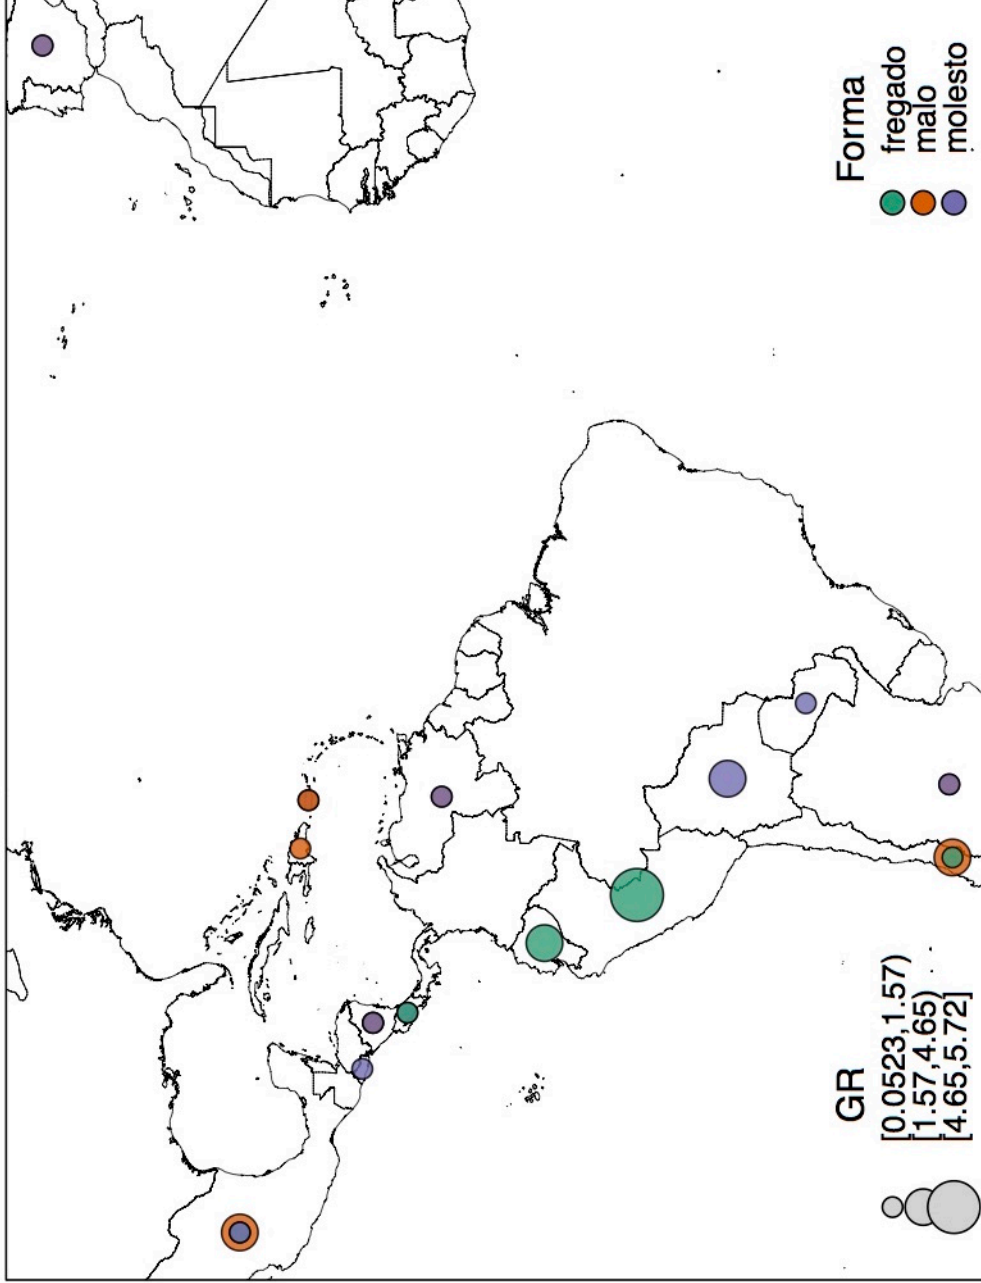 GR
[0.0523,1.57)
[1.57,4.65)
[4.65,5.72]
Forma
fregado
malo
molesto